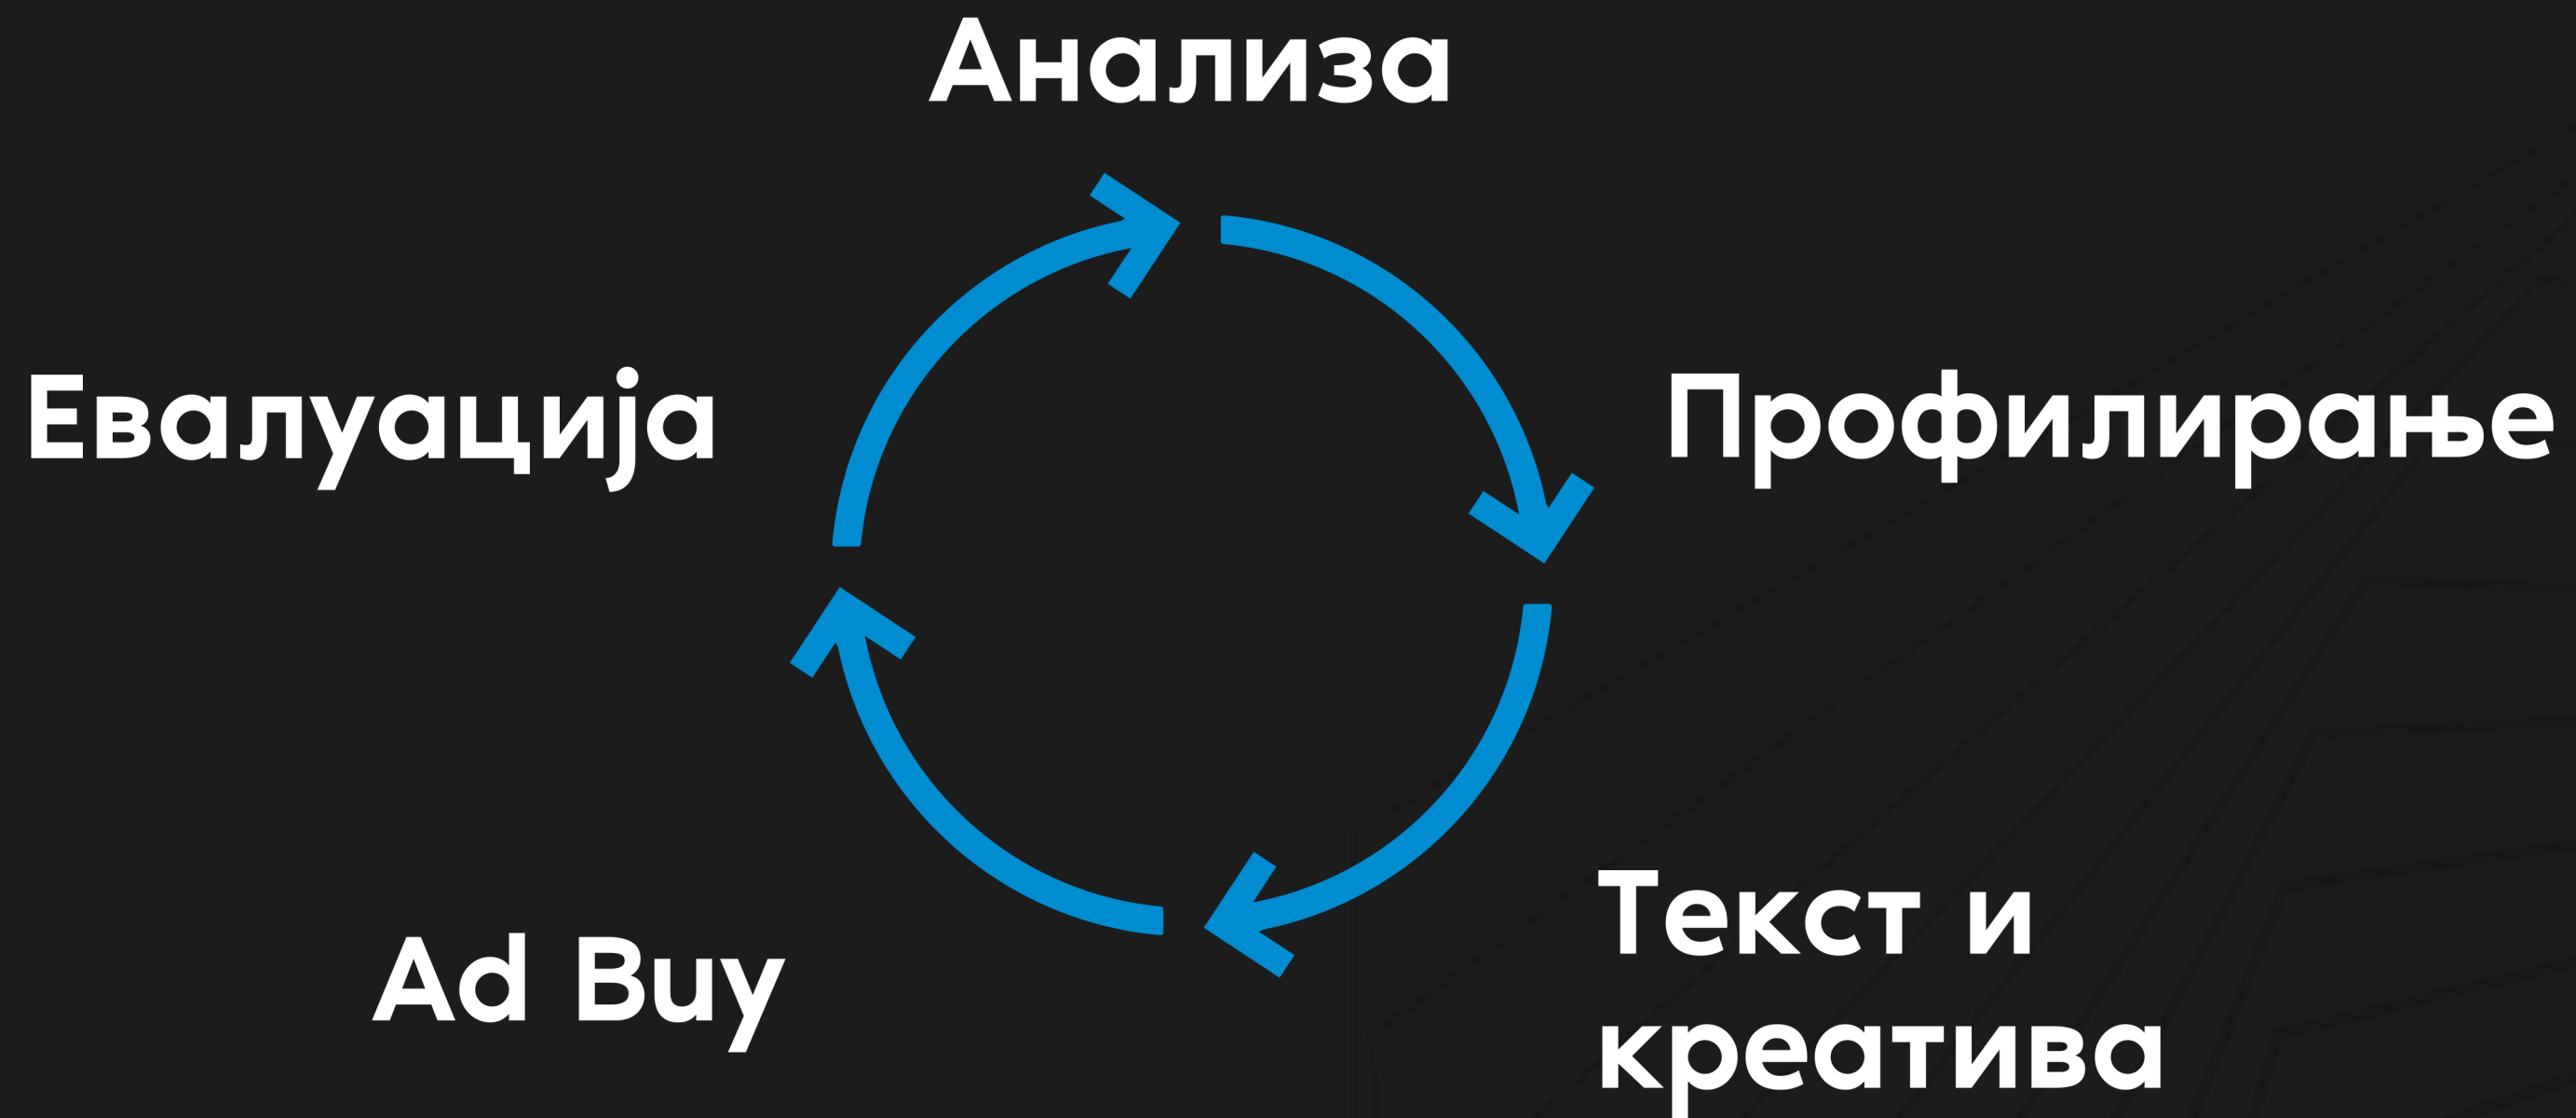 Анализа
Евалуација
Профилирање
Ad Buy
Текст и
креатива